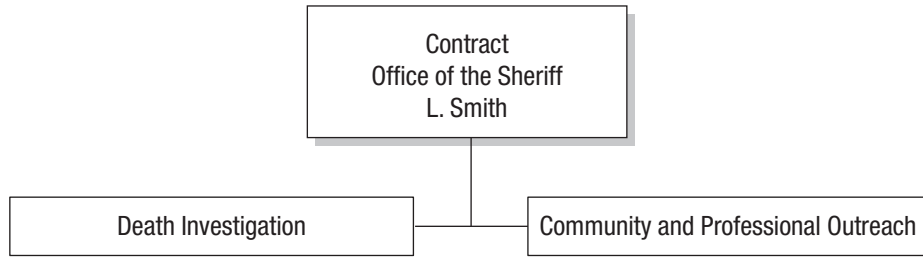 Contract
Office of the Sheriff
L. Smith
Death Investigation
Community and Professional Outreach